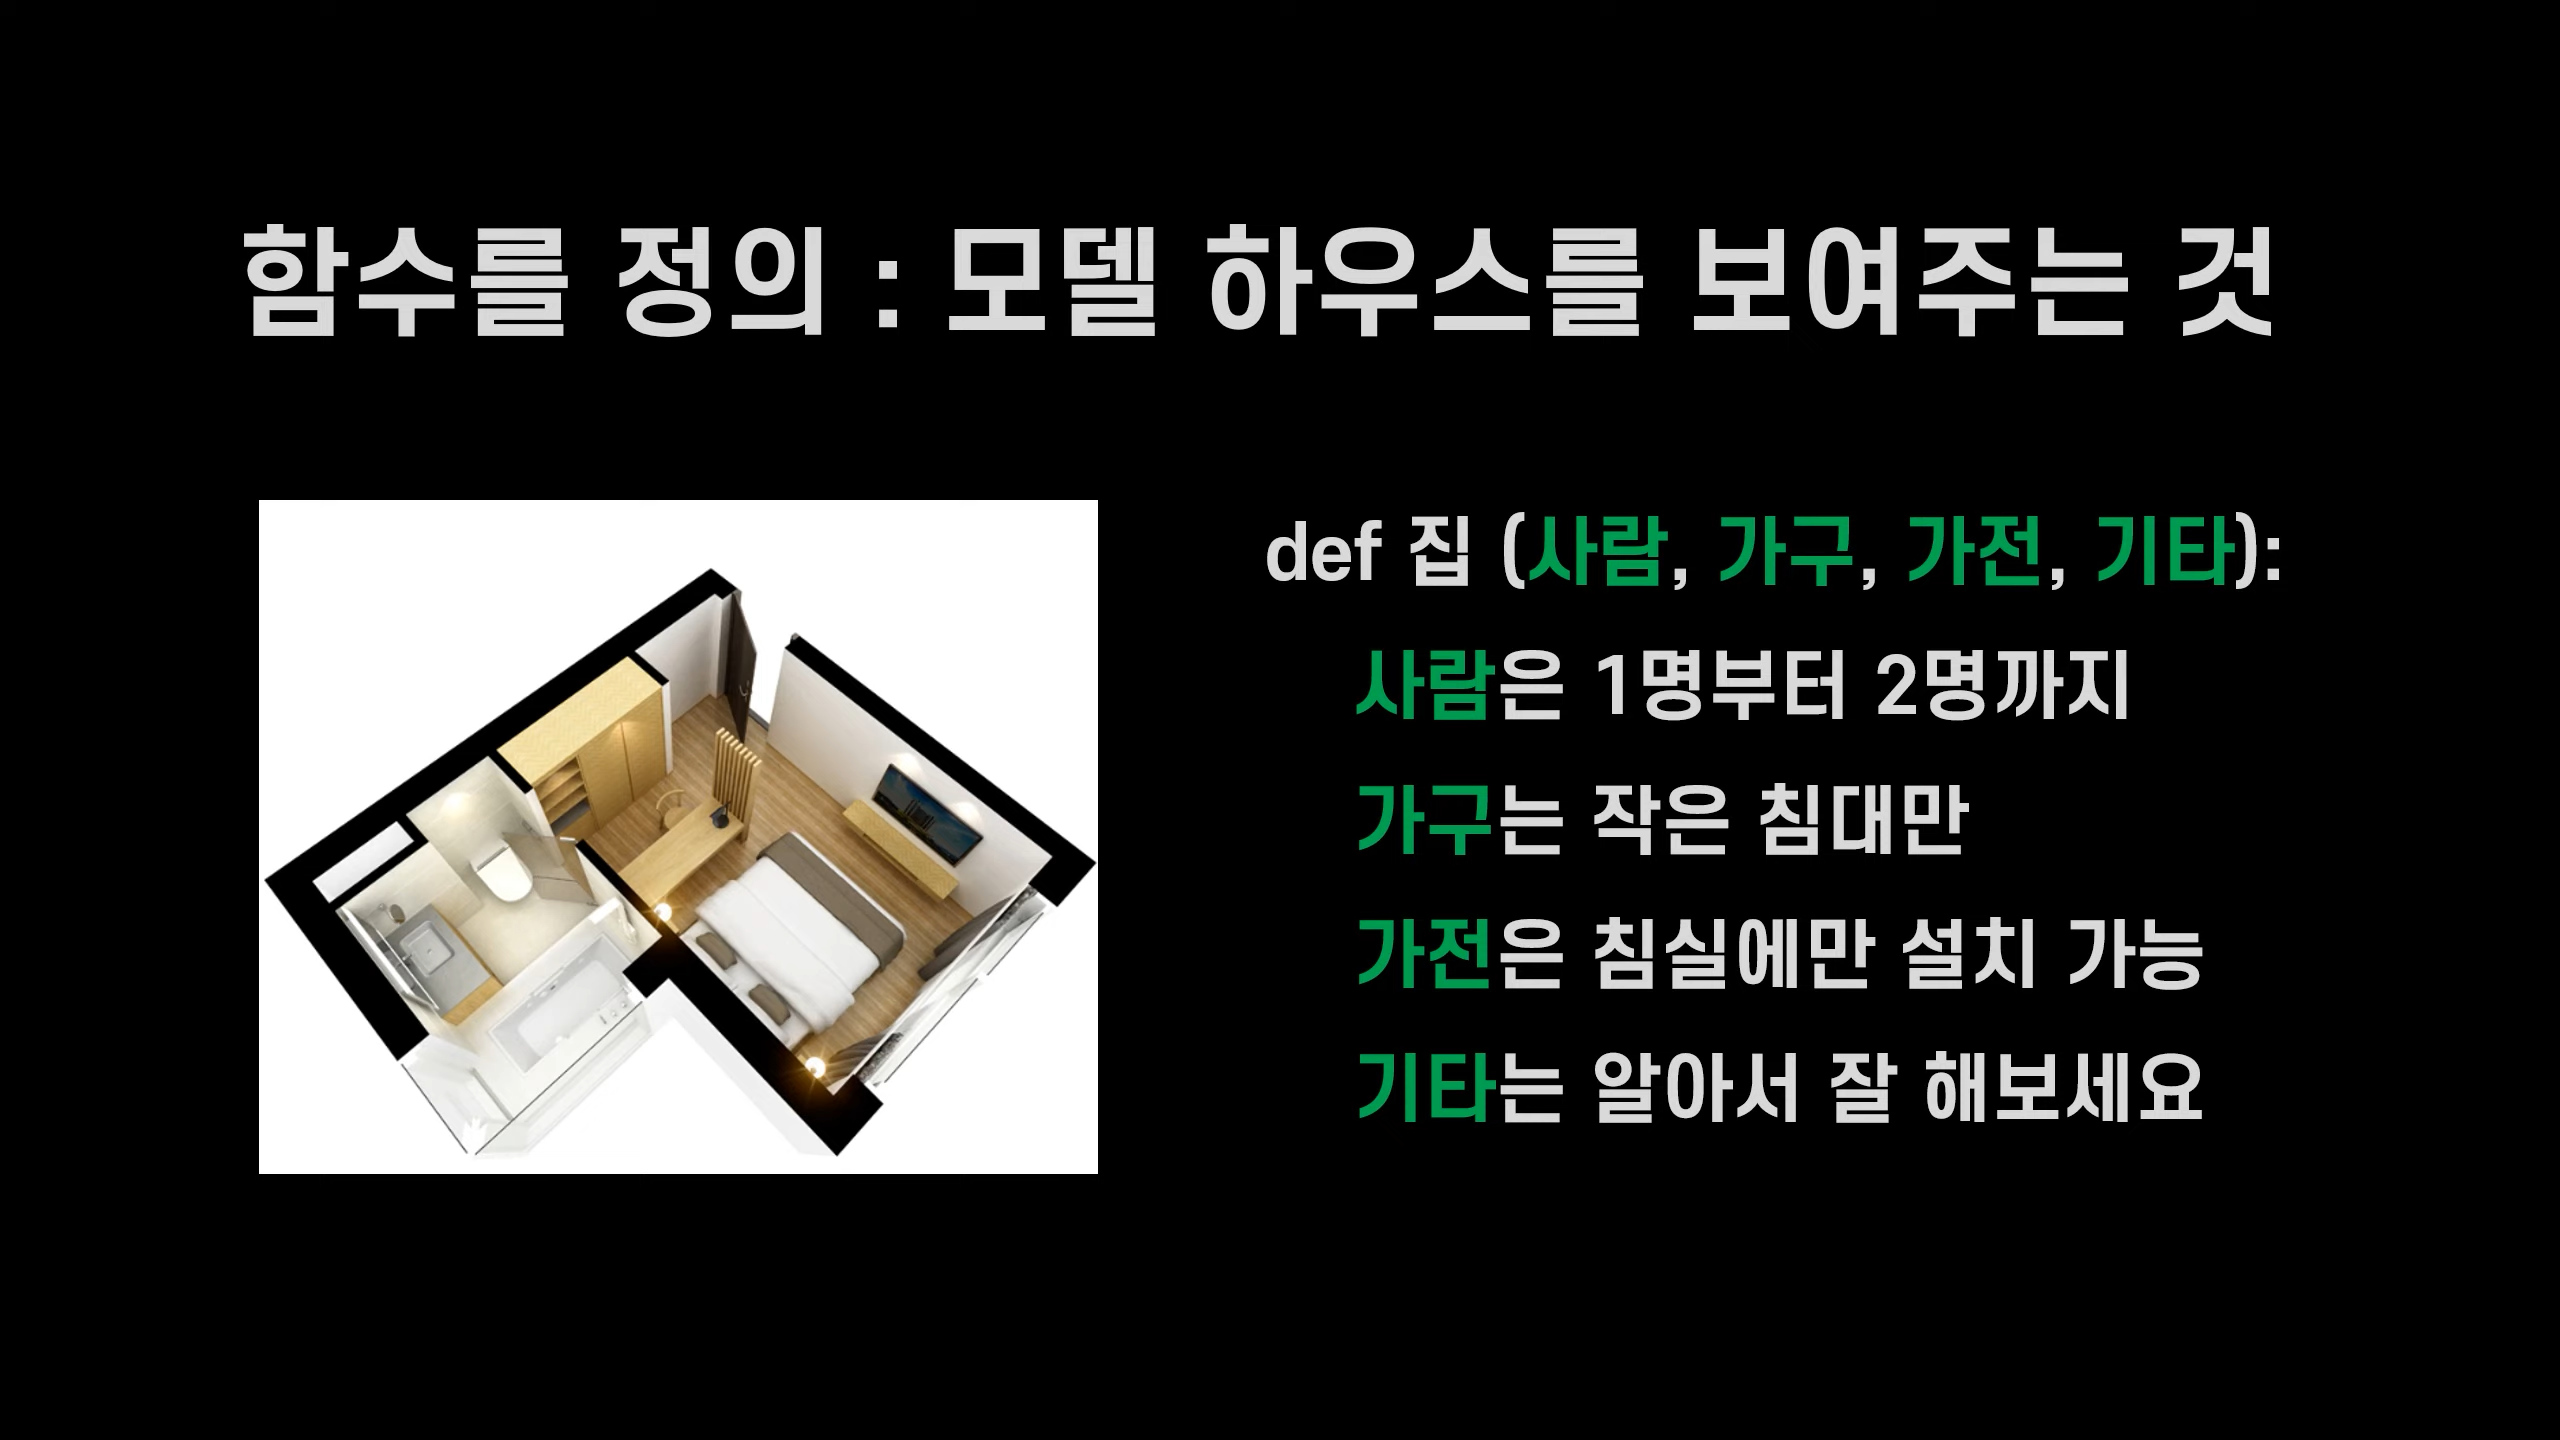 함수를 정의 : 모델 하우스를 보여주는 것
def 집 (사람, 가구, 가전, 기타):
사람은 1명부터 2명까지
가구는 작은 침대만
가전은 침실에만 설치 가능
기타는 알아서 잘 해보세요